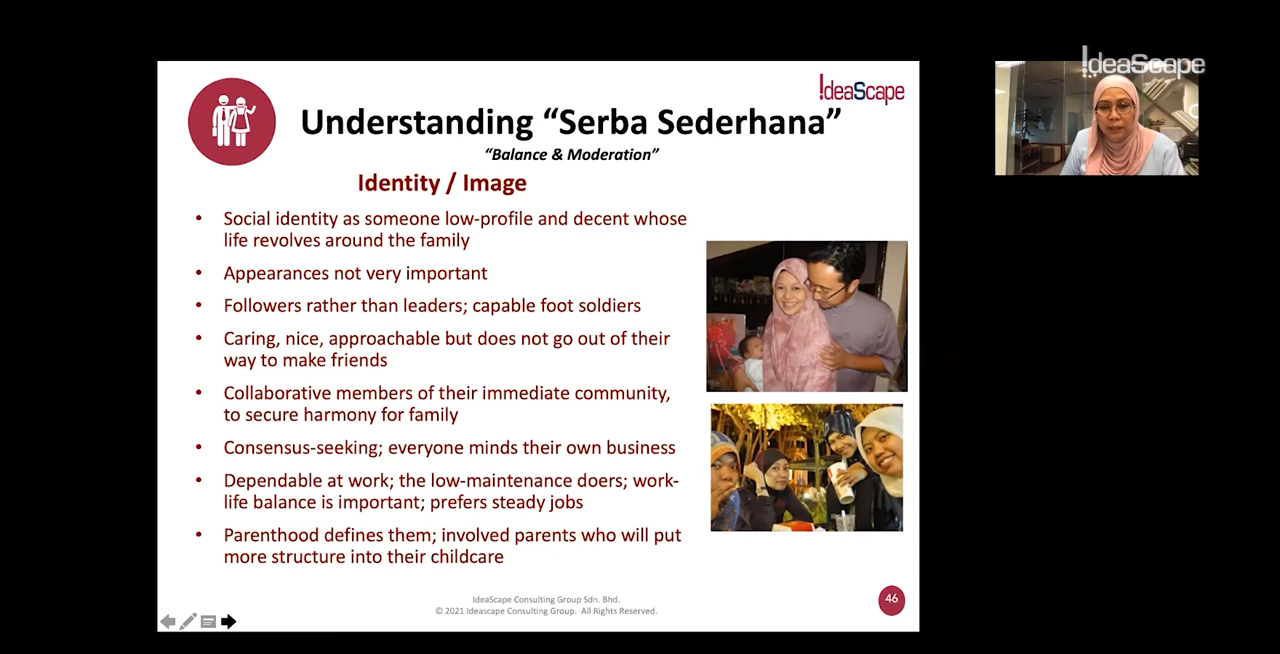 !deaScape
!deaScape
Understanding “Serba Sederhana”
“Balance & Moderation”
Identity / Image
• Social identity as someone low-profile and decent whose
life revolves around the family
• Appearances not very important
• Followers rather than leaders; capable foot soldiers
• Caring, nice, approachable but does not go out of their
way to make friends
• Collaborative members of their immediate community,
to secure harmony for family
• Consensus-seeking; everyone minds their own business
• Dependable at work; the low-maintenance doers; work-
life balance is important; prefers steady jobs
• Parenthood defines them; involved parents who will put
more structure into their childcare
IdeaScape Consulting Group Sdn. Bhd.
© 2021 Ideascape Consulting Group. All Rights Reserved.
46